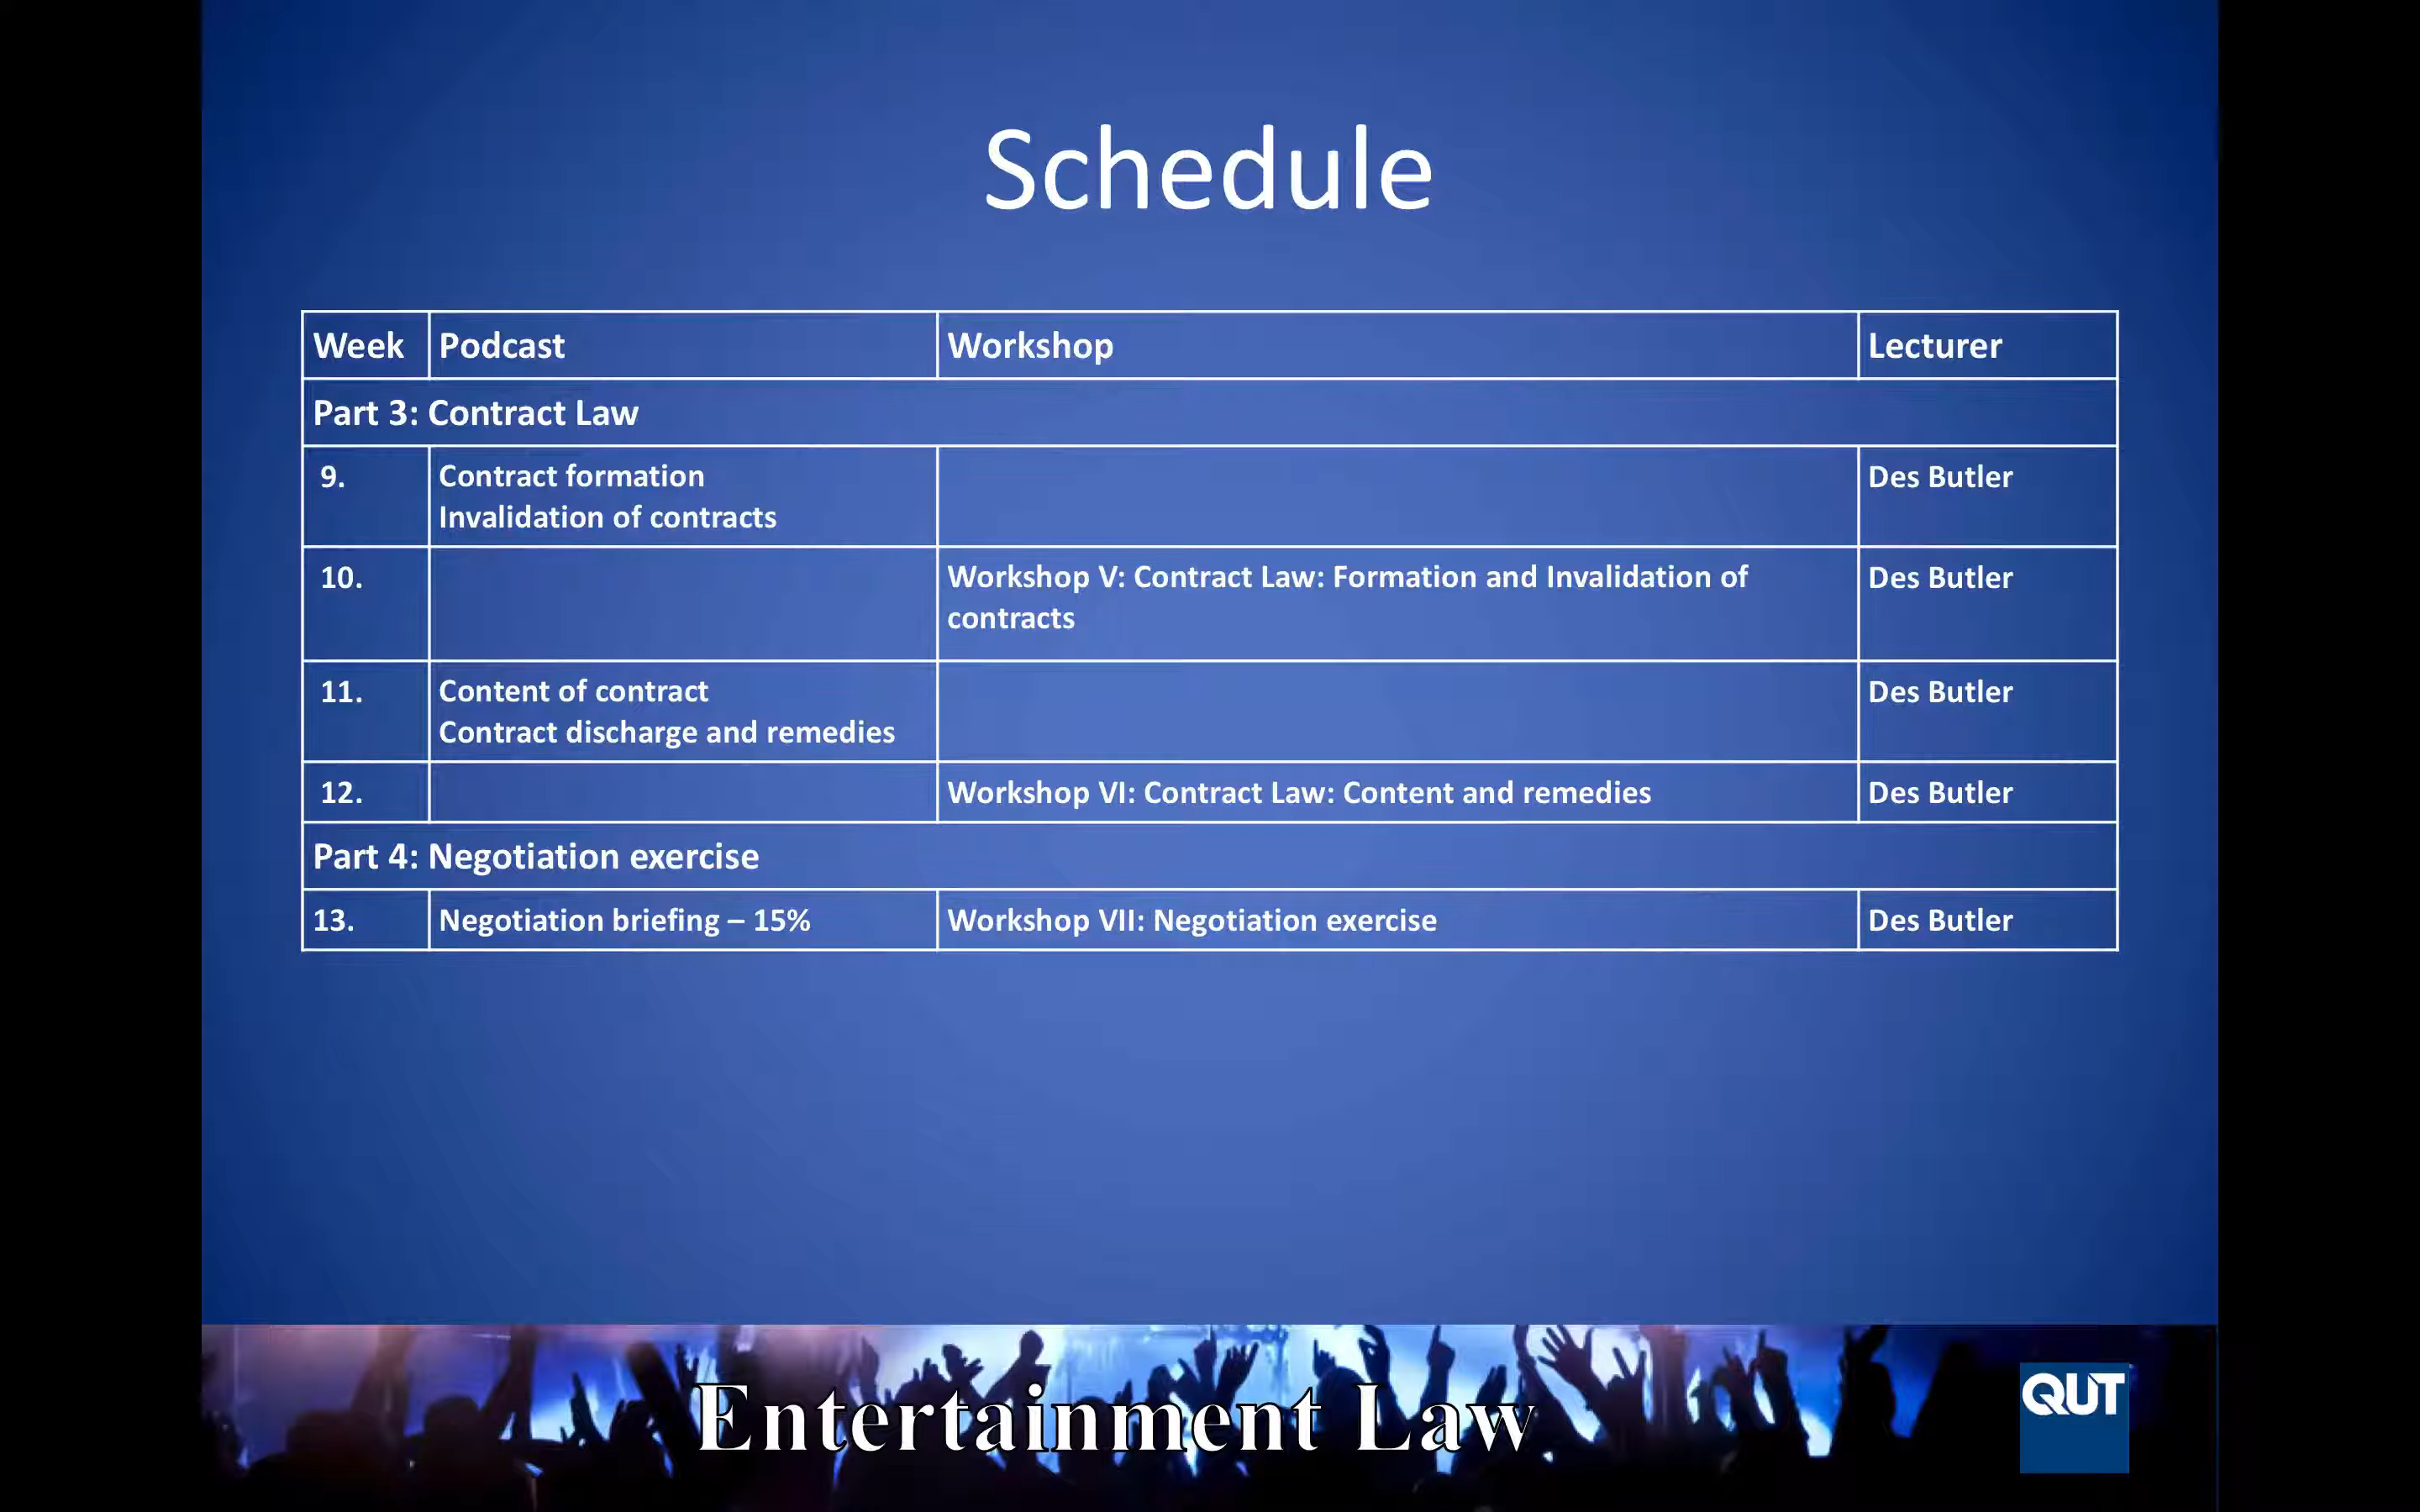 Schedule
Week Podcast Workshop Lecturer
Part 3: Contract Law
9. Contract formation Des Butler
Invalidation of contracts
10. Workshop V: Contract Law: Formation and Invalidation of Des Butler
contracts
11. Content of contract Des Butler
Contract discharge and remedies
12. Workshop VI: Contract Law: Content and remedies Des Butler
Part 4: Negotiation exercise
13. Negotiation briefing – 15% Workshop VII: Negotiation exercise Des Butler
Entertainment Law
QUT